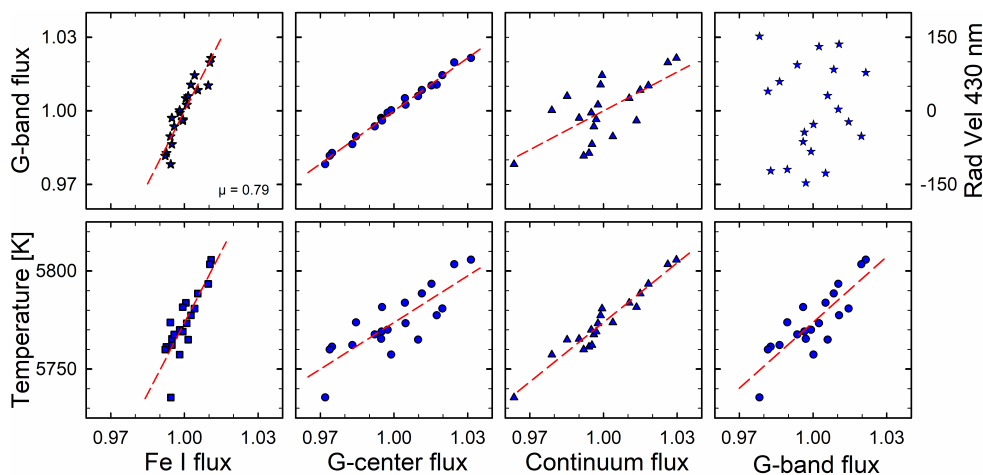 1.03
1.00
0.97
G-band flux
μ = 0.79
150
0
-150
Rad Vel 430 nm
5800
5750
Temperature [K]
0.97 1.00 1.03
0.97 1.00 1.03
0.97 1.00 1.03
0.97 1.00 1.03
Fe I flux
G-center flux
Continuum flux
G-band flux